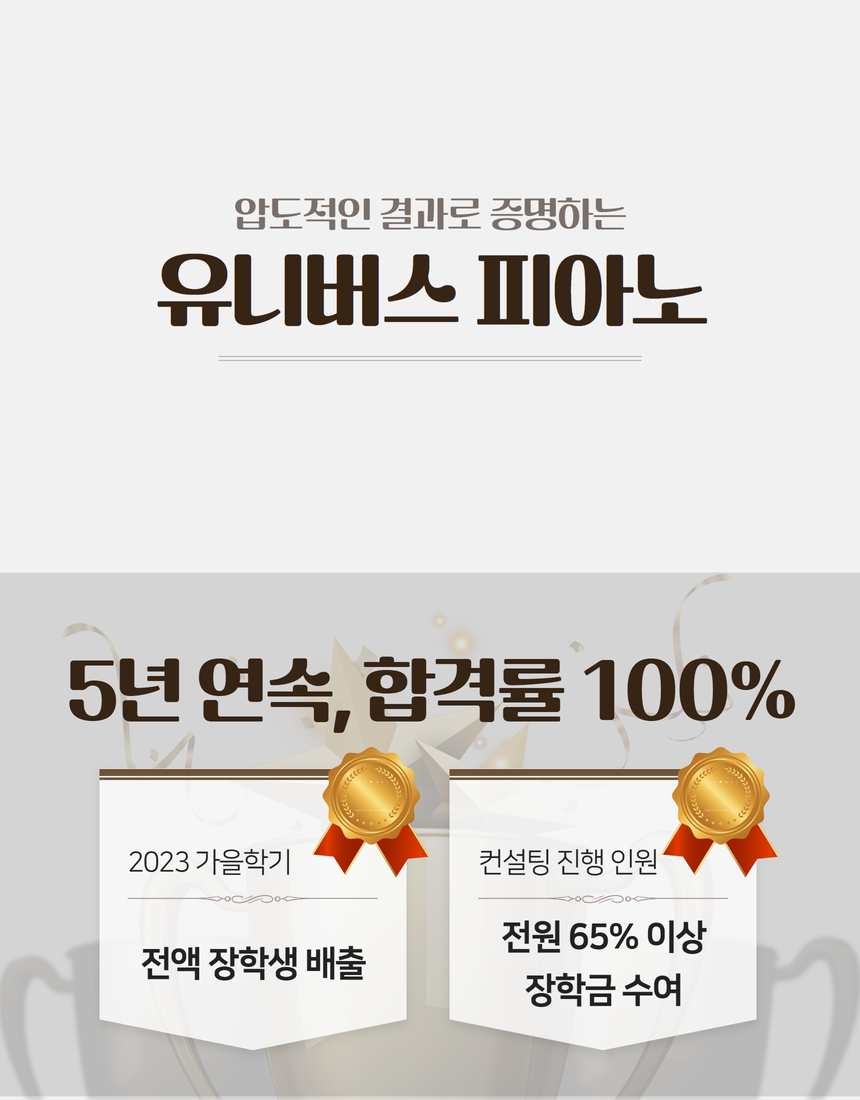 압도적인 결과로 증명하는
유니버스 피아노
5년 연속, 합격률 100%
2023 가을학기
전액 장학생 배출
컨설팅 진행 인원
전원 65% 이상
장학금 수여